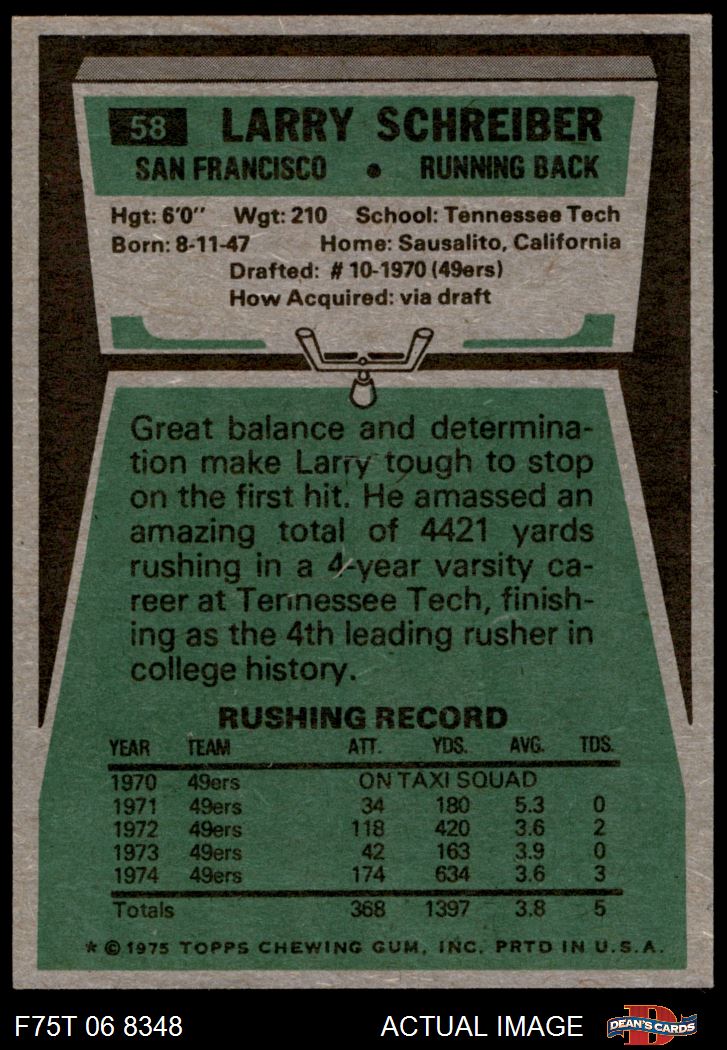 58 LARRY SCHREIBER
SAN FRANCISCO • RUNNING BACK
Hgt: 6'0" Wgt: 210 School: Tennessee Tech
Born: 8-11-47 Home: Sausalito, California
Drafted: #10-1970 (49ers)
How Acquired: via draft
Great balance and determina-
tion make Larry tough to stop
on the first hit. He amassed an
amazing total of 4421 yards
rushing in a 4-year varsity ca-
reer at Tennessee Tech, finish-
ing as the 4th leading rusher in
college history.
RUSHING RECORD
YEAR TEAM ATT. YDS. AVG. TDS.
1970 49ers ON TAXI SQUAD
1971 49ers 34 180 5.3 0
1972 49ers 118 420 3.6 2
1973 49ers 42 163 3.9 0
1974 49ers 174 634 3.6 3
Totals 368 1397 3.8 5
* © 1975 TOPPS CHEWING GUM, INC. PRTD IN U.S.A.
F75T 06 8348 ACTUAL IMAGE D DEAN'S CARDS